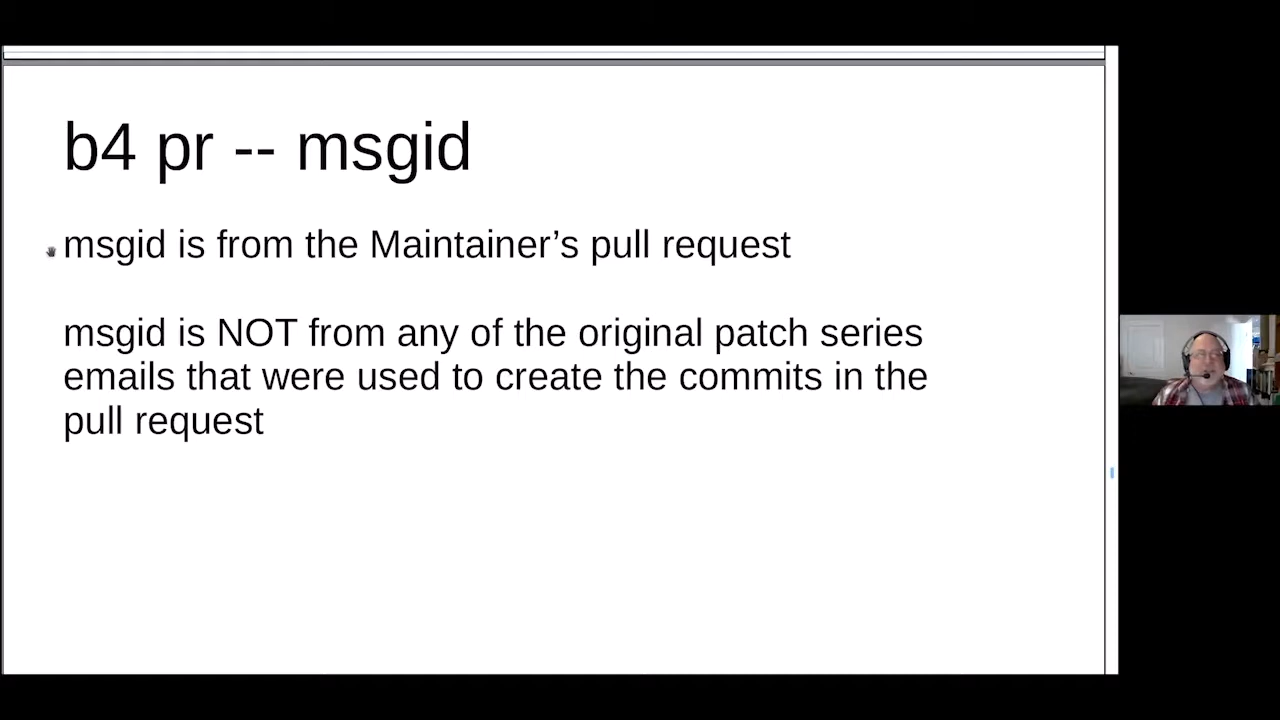 b4 pr -- msgid
msgid is from the Maintainer’s pull request
msgid is NOT from any of the original patch series
emails that were used to create the commits in the
pull request